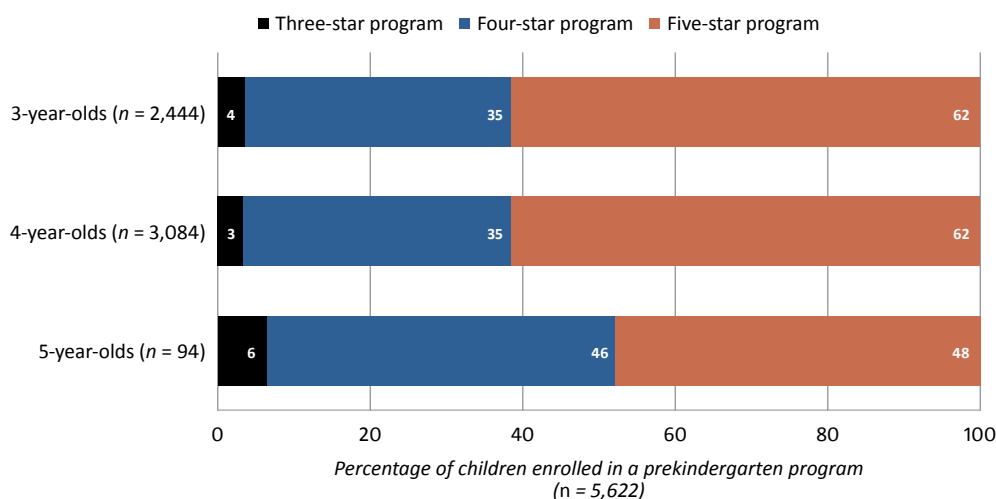 Three-star program Four-star program Five-star program
3-year-olds (n = 2,444) 4 35 62
4-year-olds (n = 3,084) 3 35 62
5-year-olds (n = 94) 6 46 48
0 20 40 60 80 100
Percentage of children enrolled in a prekindergarten program
(n = 5,622)